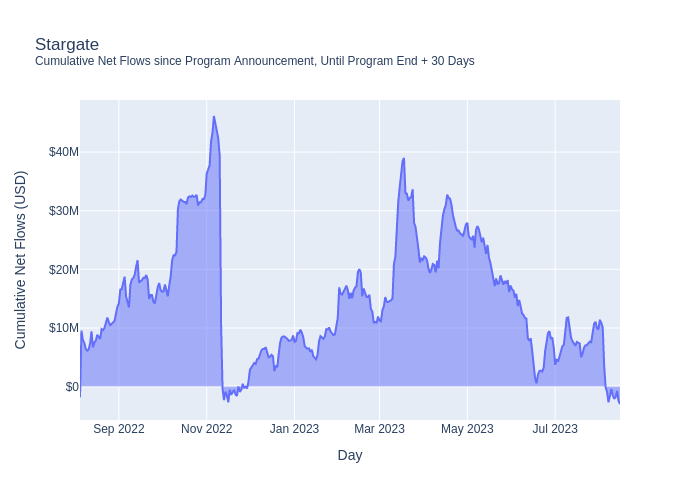 Stargate
Cumulative Net Flows since Program Announcement, Until Program End + 30 Days
Cumulative Net Flows (USD)
$40M
$30M
$20M
$10M
$0
Sep 2022
Nov 2022
Jan 2023
Mar 2023
May 2023
Jul 2023
Day